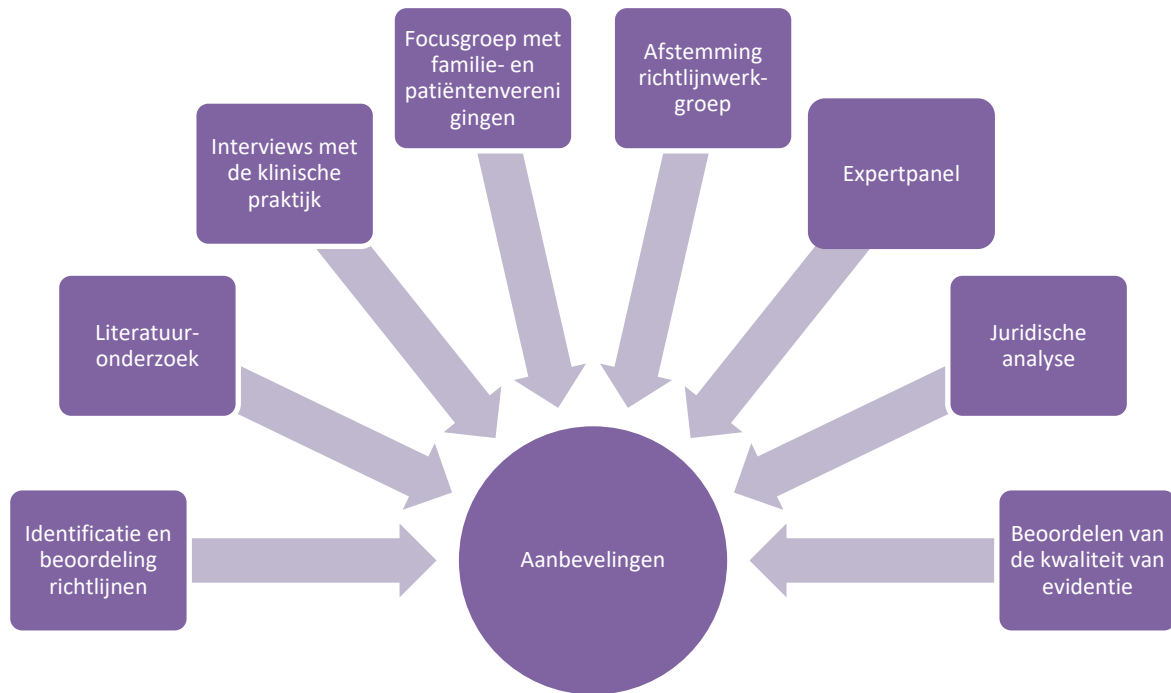 Focusgroep met
familie- en
patiëntenvereni
gingen
Afstemming
richtlijnwerk-
groep
Interviews met
de klinische
praktijk
Expertpanel
Literatuur-
onderzoek
Juridische
analyse
Identificatie en
beoordeling
richtlijnen
Aanbevelingen
Beoordelen van
de kwaliteit van
evidentie